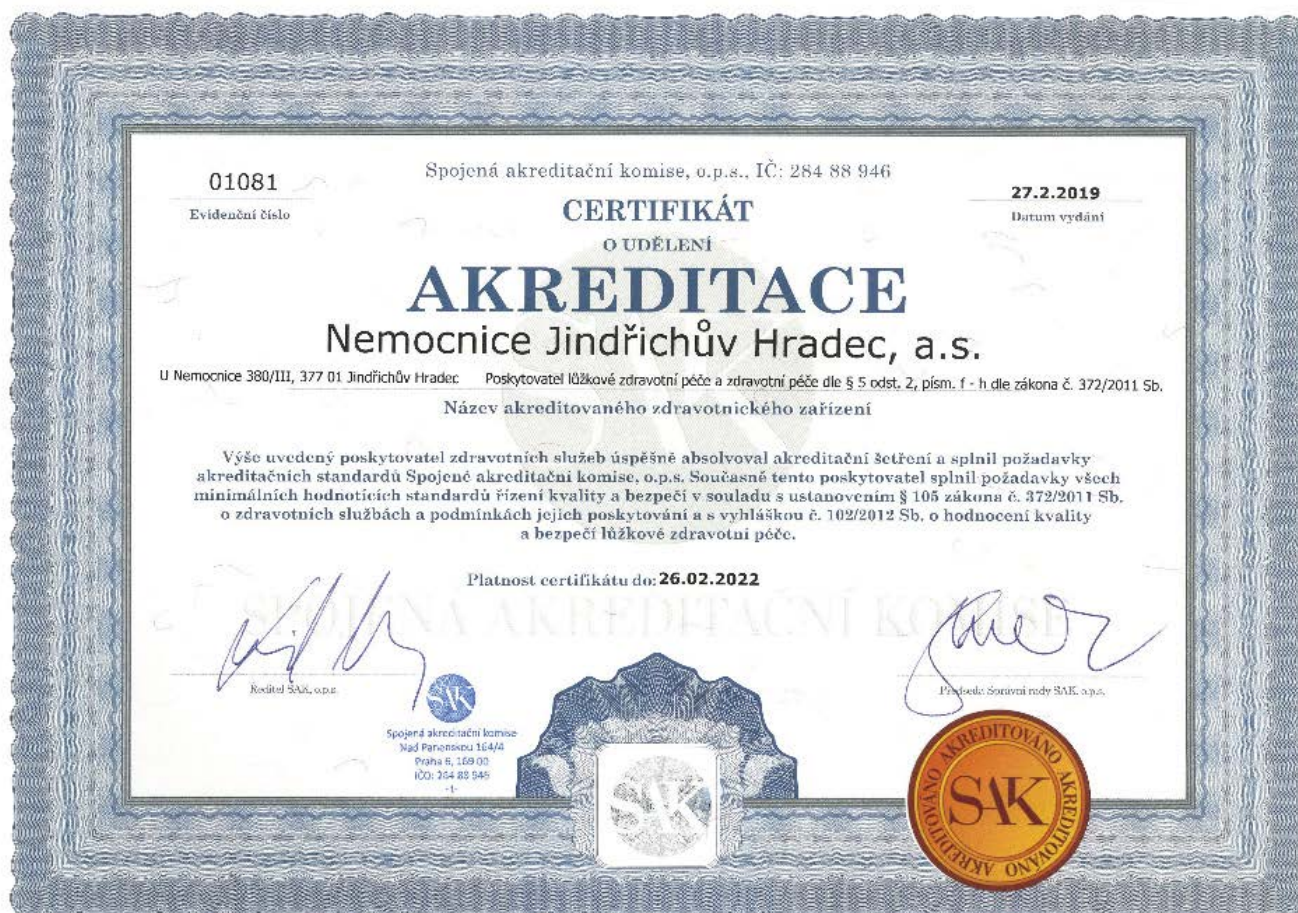 01081
Evidenční číslo
Spojená akreditační komise, o.p.s., IČ: 284 88 946
27.2.2019
Datum vydání
CERTIFIKÁT
O UDĚLENÍ
AKREDITACE
Nemocnice Jindřichův Hradec, a.s.
U Nemocnice 380/III, 377 01 Jindřichův Hradec Poskytovatel lůžkové zdravotní péče a zdravotní péče dle § 5 odst. 2, písm. f - h dle zákona č. 372/2011 Sb.
Název akreditovaného zdravotnického zařízení
Výše uvedený poskytovatel zdravotních služeb úspěšně absolvoval akreditační šetření a splnil požadavky
akreditačních standardů Spojené akreditační komise, o.p.s. Současně tento poskytovatel splnil požadavky všech
minimálních hodnotících standardů řízení kvality a bezpečí v souladu s ustanovením § 105 zákona č. 372/2011 Sb.
o zdravotních službách a podmínkách jejich poskytování a s vyhláškou č. 102/2012 Sb. o hodnocení kvality
a bezpečí lůžkové zdravotní péče.
Platnost certifikátu do: 26.02.2022
SPOJENÁ AKREDITAČNÍ KOMISE
Ředitel SAK, o.p.s.
Předseda Správní rady SAK, o.p.s.
SAK
Spojená akreditační komise
Nad Panenskou 164/4
Praha 6, 169 00
IČO: 284 88 946
-1-
SAK
AKREDITOVÁNO AKREDITOVÁNO AKREDITOVÁNO
SAK